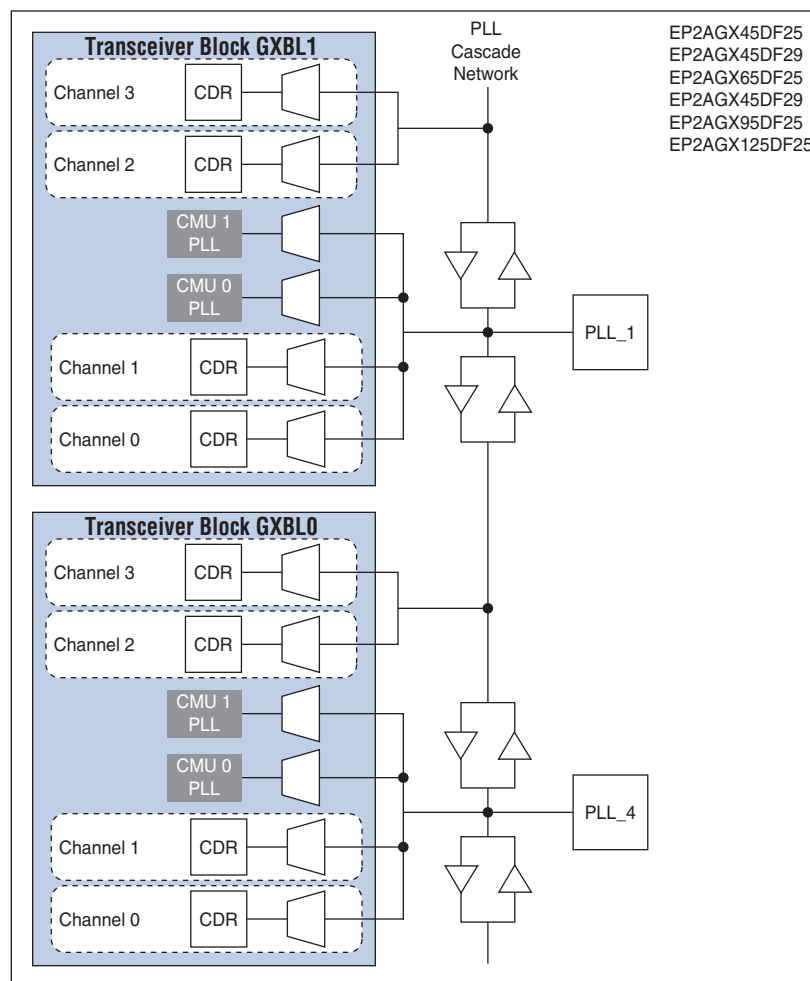 Transceiver Block GXBL1
Channel 3
CDR
Channel 2
CDR
CMU 1
PLL
CMU 0
PLL
Channel 1
CDR
Channel 0
CDR
PLL
Cascade
Network
PLL_1
EP2AGX45DF25
EP2AGX45DF29
EP2AGX65DF25
EP2AGX45DF29
EP2AGX95DF25
EP2AGX125DF25
Transceiver Block GXBL0
Channel 3
CDR
Channel 2
CDR
CMU 1
PLL
CMU 0
PLL
Channel 1
CDR
Channel 0
CDR
PLL_4